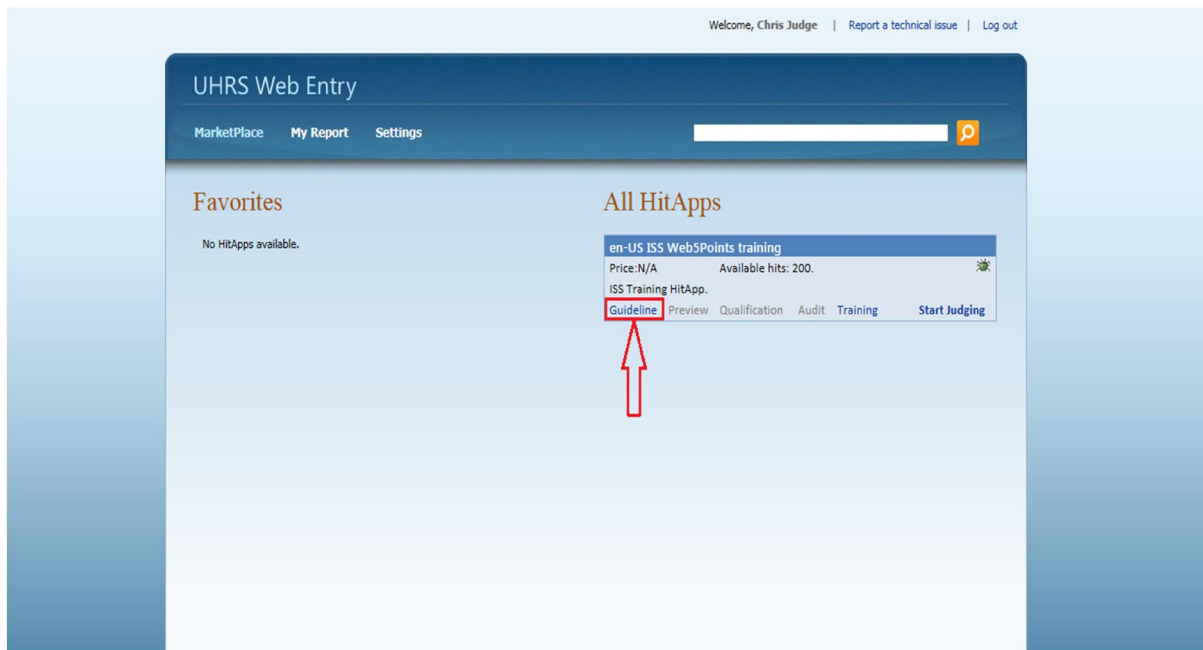 Welcome, Chris Judge | Report a technical issue | Log out
UHRS Web Entry
MarketPlace My Report Settings
Favorites
No HitApps available.
All HitApps
en-US ISS Web5Points training
Price:N/A Available hits: 200.
ISS Training HitApp.
Guideline Preview Qualification Audit Training Start Judging